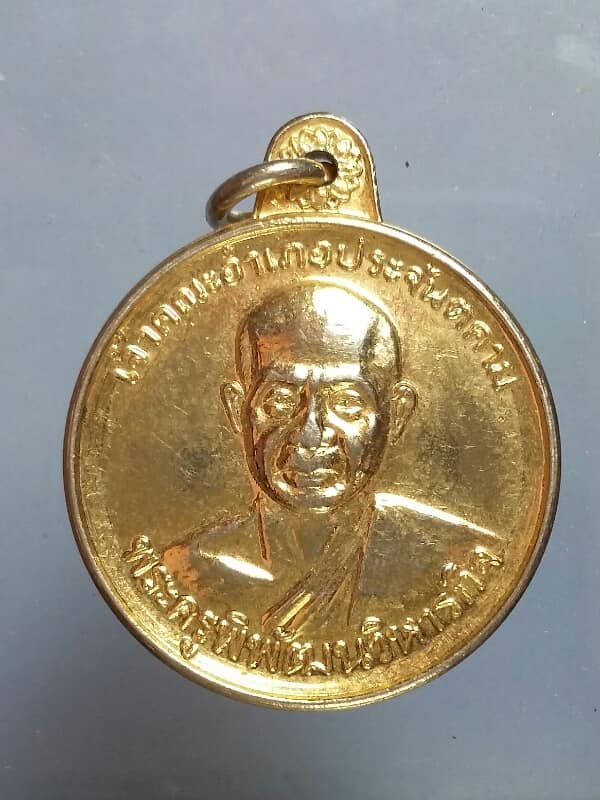 เจ้าคณะอำเภอประจันตคาม
พระครูพิพัฒนวิหารกิจ